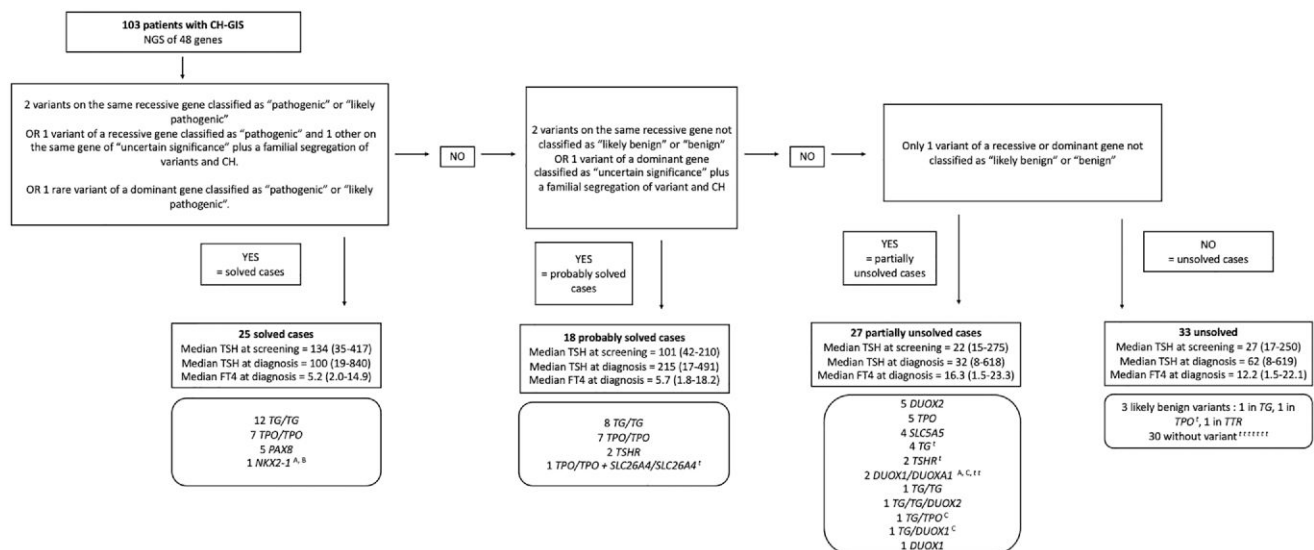 103 patients with CH-GIS
NGS of 48 genes
2 variants on the same recessive gene classified as “pathogenic” or “likely
pathogenic”
OR 1 variant of a recessive gene classified as “pathogenic” and 1 other on
the same gene of “uncertain significance” plus a familial segregation of
variants and CH.
OR 1 rare variant of a dominant gene classified as “pathogenic” or “likely
pathogenic”.
NO
2 variants on the same recessive gene not
classified as “likely benign” or “benign”
OR 1 variant of a dominant gene
classified as “uncertain significance” plus
a familial segregation of variant and CH
NO
Only 1 variant of a recessive or dominant gene not
classified as “likely benign” or “benign”
YES
= solved cases
YES
= probably solved
cases
YES
= partially
unsolved cases
NO
= unsolved cases
25 solved cases
Median TSH at screening = 134 (35-417)
Median TSH at diagnosis = 100 (19-840)
Median FT4 at diagnosis = 5.2 (2.0-14.9)
18 probably solved cases
Median TSH at screening = 101 (42-210)
Median TSH at diagnosis = 215 (17-491)
Median FT4 at diagnosis = 5.7 (1.8-18.2)
27 partially unsolved cases
Median TSH at screening = 22 (15-275)
Median TSH at diagnosis = 32 (8-618)
Median FT4 at diagnosis = 16.3 (1.5-23.3)
33 unsolved
Median TSH at screening = 27 (17-250)
Median TSH at diagnosis = 62 (8-619)
Median FT4 at diagnosis = 12.2 (1.5-22.1)
12 TG/TG
7 TPO/TPO
5 PAX8
1 NKX2-1 A, B
8 TG/TG
7 TPO/TPO
2 TSHR
1 TPO/TPO + SLC26A4/SLC26A4 t
5 DUOX2
5 TPO
4 SLC5A5
4 TG t
2 TSHR t
2 DUOX1/DUOXA1 A, C, t t
1 TG/TG
1 TG/TG/DUOX2
1 TG/TPO C
1 TG/DUOX1 C
1 DUOX1
3 likely benign variants : 1 in TG, 1 in
TPO t, 1 in TTR
30 without variant t t t t t t t